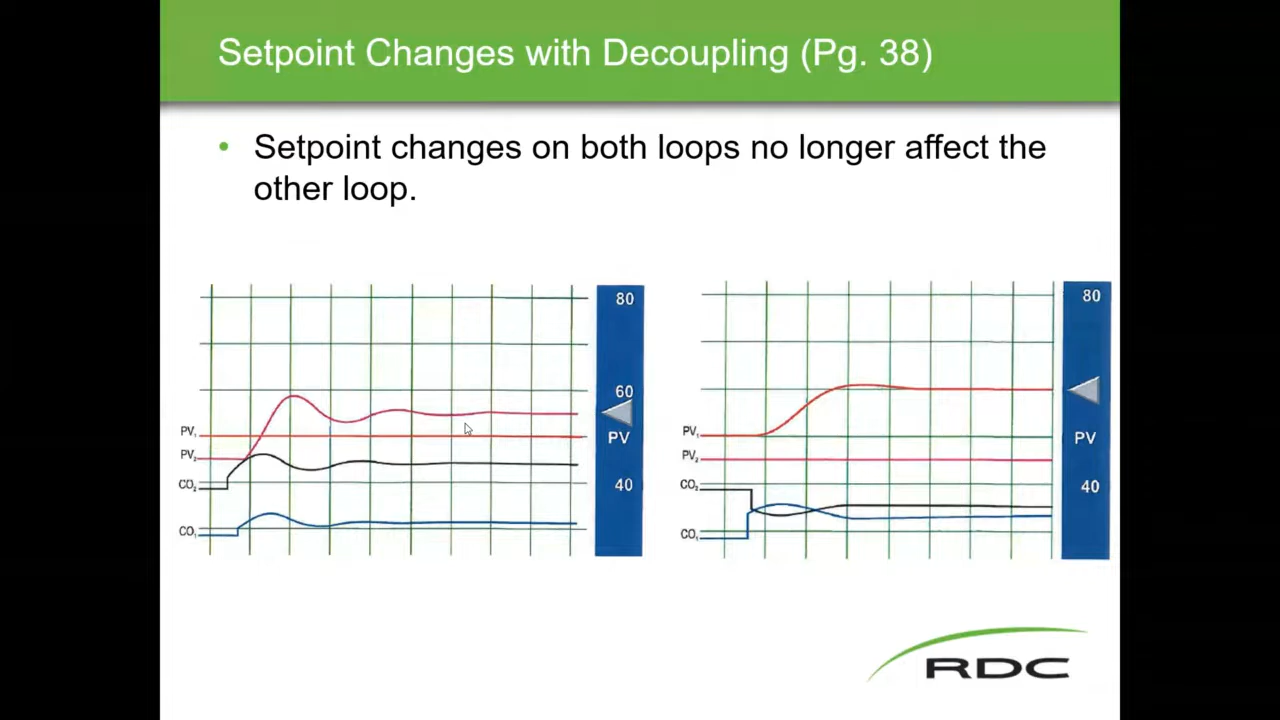 Setpoint Changes with Decoupling (Pg. 38)
• Setpoint changes on both loops no longer affect the
other loop.
80
60
PV
40
PV₁
PV₂
CO₂
CO₁
80
PV
40
PV₁
PV₂
CO₂
CO₁
RDC